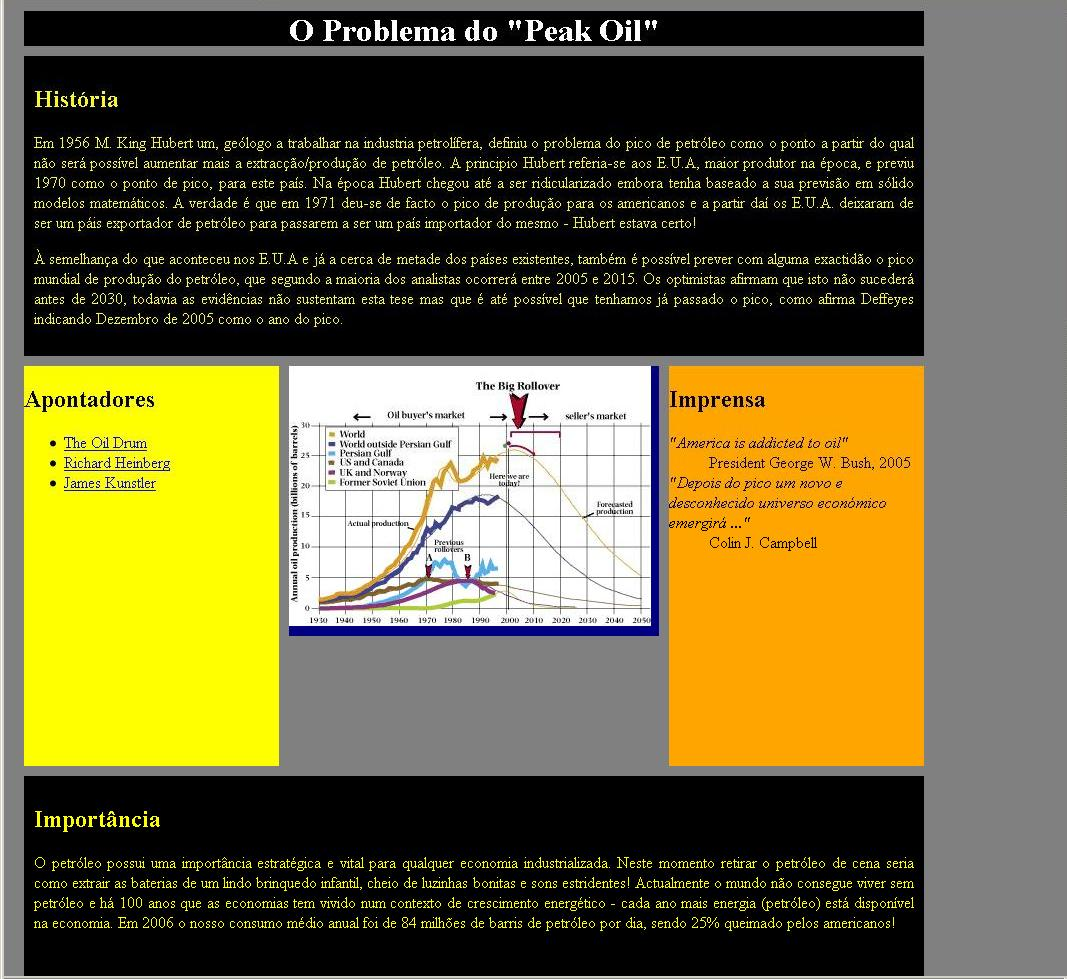 O Problema do "Peak Oil"
História
Em 1956 M. King Hubert um, geólogo a trabalhar na industria petrolífera, definiu o problema do pico de petróleo como o ponto a partir do qual
não será possível aumentar mais a extracção/produção de petróleo. A principio Hubert referia-se aos E.U.A, maior produtor na época, e previu
1970 como o ponto de pico, para este país. Na época Hubert chegou até a ser ridicularizado embora tenha baseado a sua previsão em sólido
modelos matemáticos. A verdade é que em 1971 deu-se de facto o pico de produção para os americanos e a partir daí os E.U.A. deixaram de
ser um páis exportador de petróleo para passarem a ser um país importador do mesmo - Hubert estava certo!
À semelhança do que aconteceu nos E.U.A e já a cerca de metade dos países existentes, também é possível prever com alguma exactidão o pico
mundial de produção do petróleo, que segundo a maioria dos analistas ocorrerá entre 2005 e 2015. Os optimistas afirmam que isto não sucederá
antes de 2030, todavia as evidências não sustentam esta tese mas que é até possível que tenhamos já passado o pico, como afirma Deffeyes
indicando Dezembro de 2005 como o ano do pico.
Apontadores
The Oil Drum
Richard Heinberg
James Kunstler
The Big Rollover
Oil buyer's market
seller's market
Annual oil production (billions of barrels)
30
25
20
15
10
5
0
World
World outside Persian Gulf
Persian Gulf
US and Canada
UK and Norway
Former Soviet Union
Here we are
today!
Forecasted
production
Actual production
Previous
rollovers
A
B
1930 1940 1950 1960 1970 1980 1990 2000 2010 2020 2030 2040 2050
Imprensa
"America is addicted to oil"
President George W. Bush, 2005
"Depois do pico um novo e
desconhecido universo económico
emergirá ..."
Colin J. Campbell
Importância
O petróleo possui uma importância estratégica e vital para qualquer economia industrializada. Neste momento retirar o petróleo de cena seria
como extrair as baterias de um lindo brinquedo infantil, cheio de luzinhas bonitas e sons estridentes! Actualmente o mundo não consegue viver sem
petróleo e há 100 anos que as economias tem vivido num contexto de crescimento energético - cada ano mais energia (petróleo) está disponível
na economia. Em 2006 o nosso consumo médio anual foi de 84 milhões de barris de petróleo por dia, sendo 25% queimado pelos americanos!